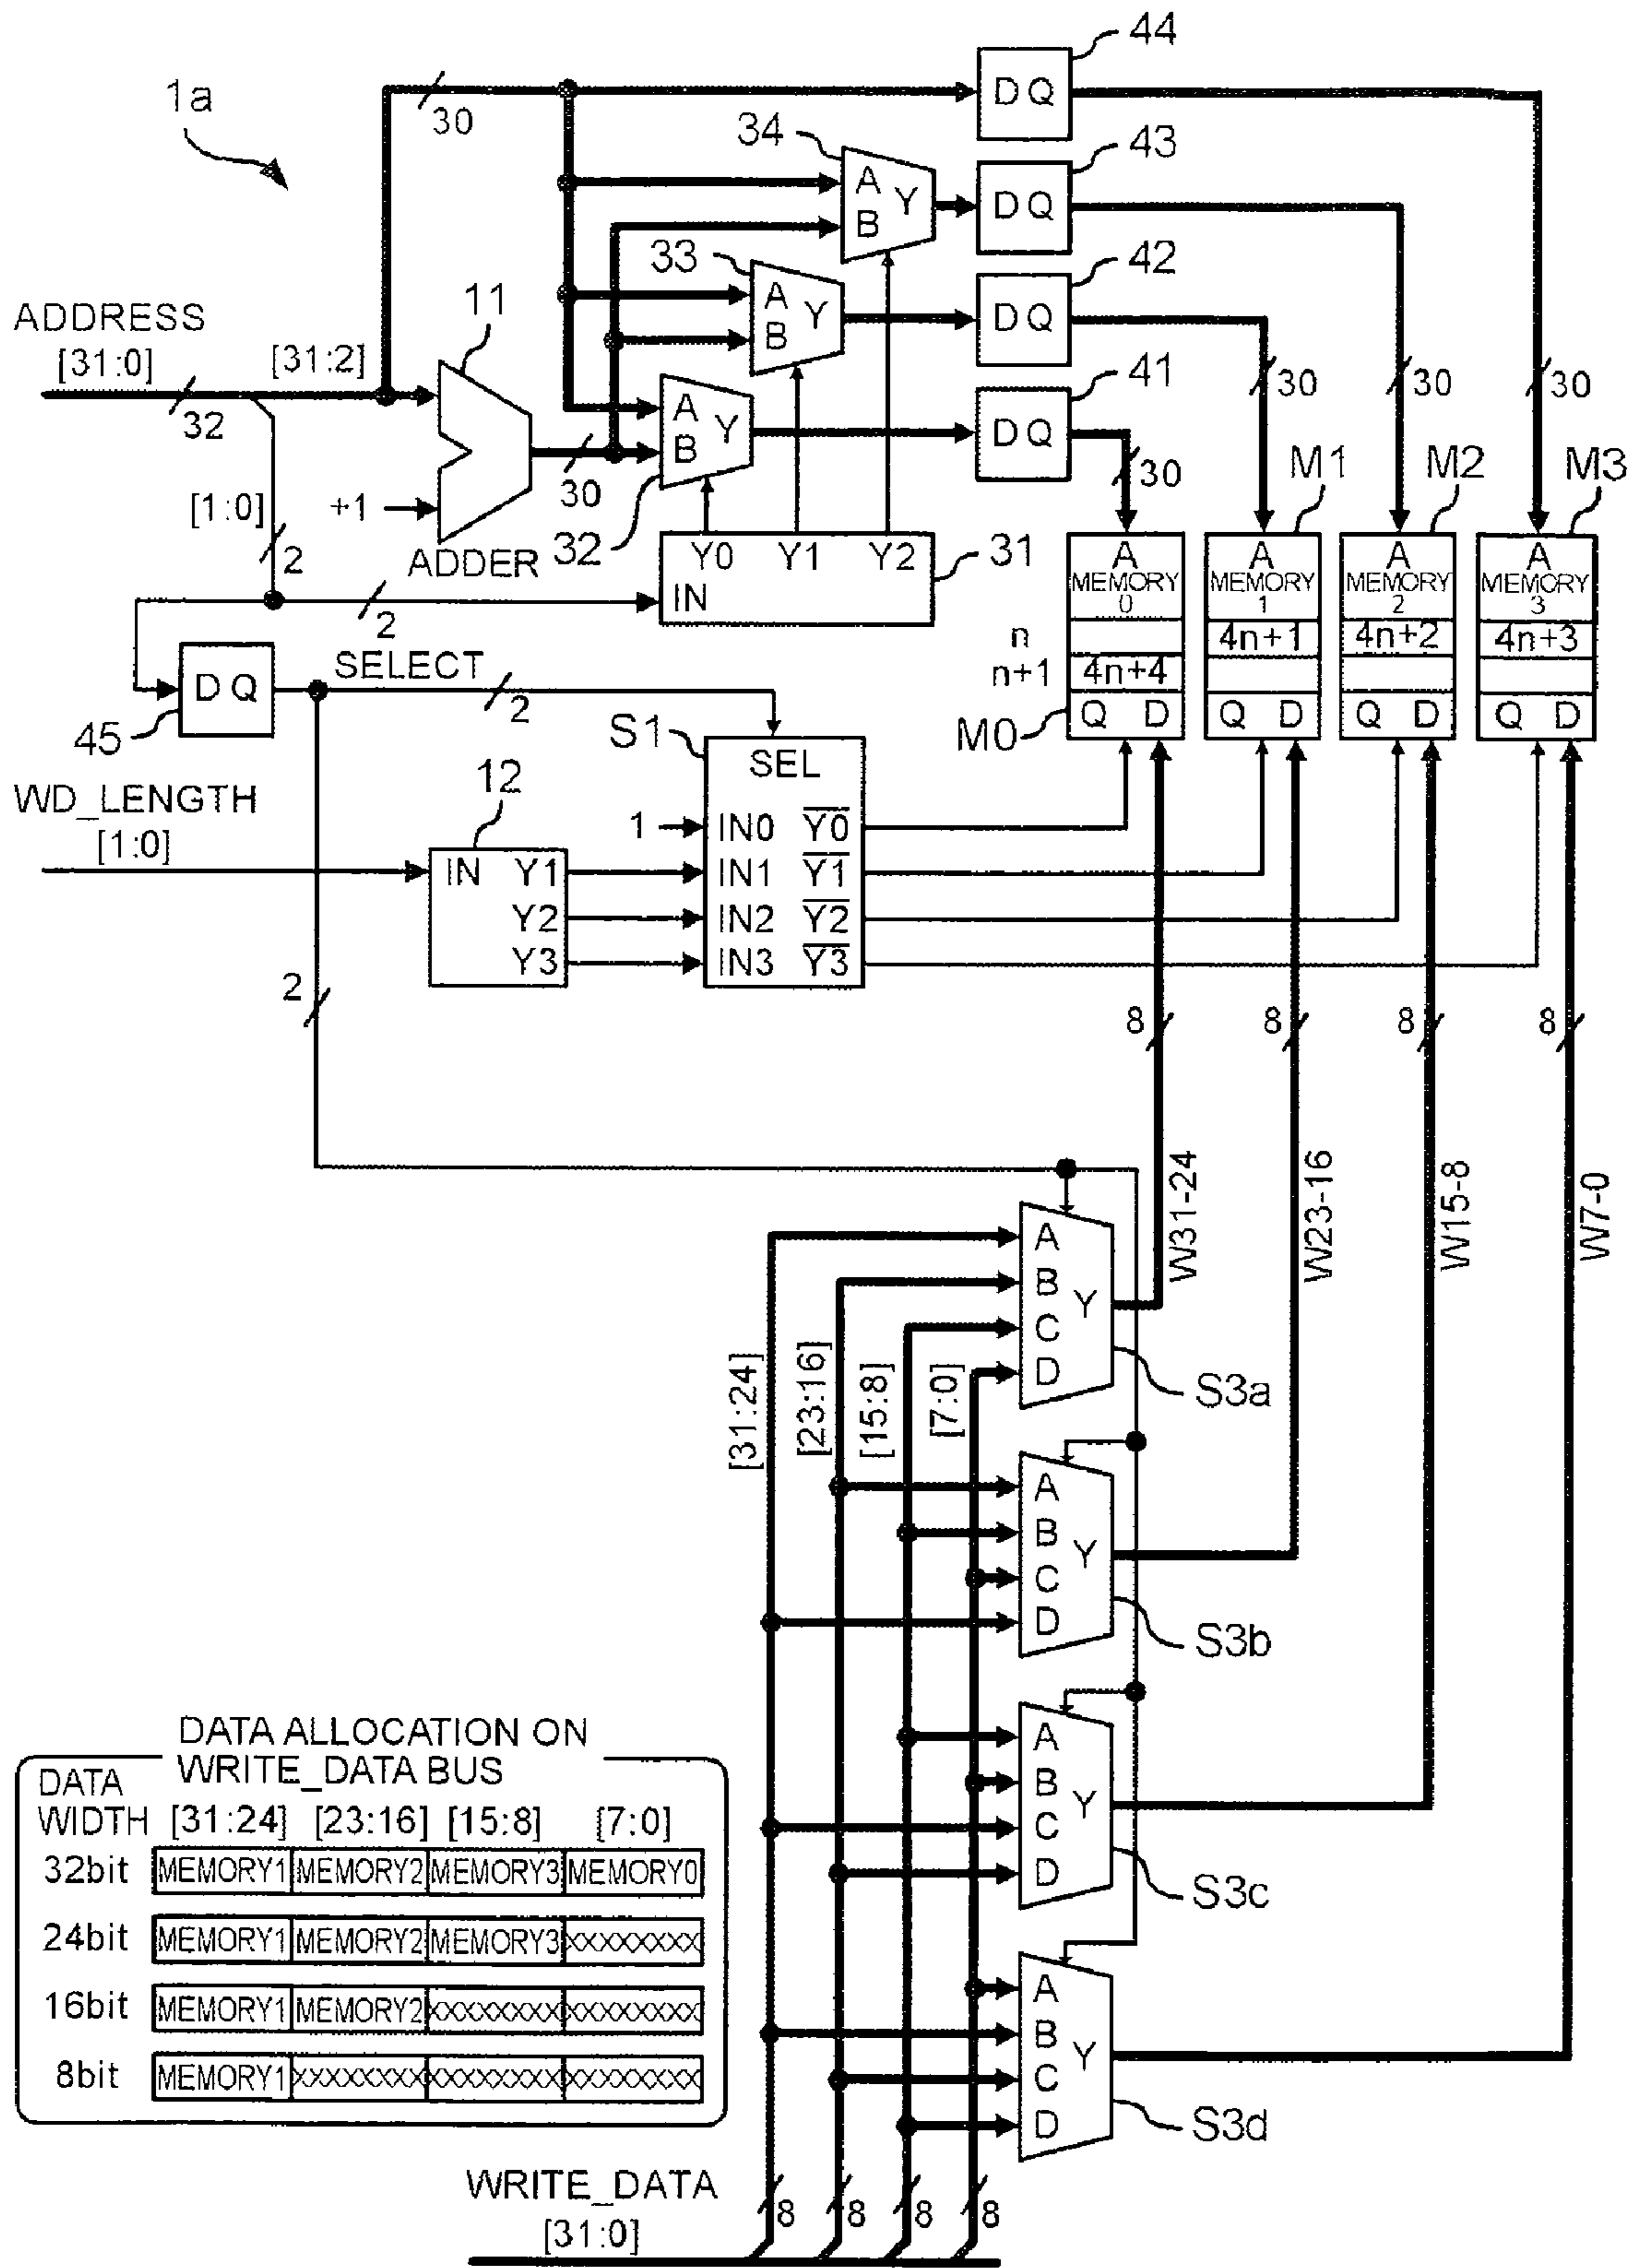 44
1a
30
D Q
34
43
A
B
Y
D Q
33
42
A
B
Y
D Q
ADDRESS
[31:0]
[31:2]
11
32
41
A
B
Y
D Q
30
30
30
30
30
[1:0]
+1
2
ADDER
32
Y0 Y1 Y2
IN
31
2
M1
M2
M3
A
MEMORY
0
A
MEMORY
1
A
MEMORY
2
A
MEMORY
3
n
4n+1
4n+2
4n+3
n+1
4n+4
Q D
Q D
Q D
Q D
M0
D Q
45
SELECT
2
S1
SEL
WD_LENGTH
[1:0]
12
1
IN0 Y0
IN Y1
IN1 Y1
Y2
IN2 Y2
Y3
IN3 Y3
2
8
8
8
8
W31-24
W23-16
W15-8
W7-0
[31:24]
[23:16]
[15:8]
[7:0]
A
B
C
D
Y
S3a
A
B
C
D
Y
S3b
A
B
C
D
Y
S3c
A
B
C
D
Y
S3d
DATA ALLOCATION ON
WRITE_DATA BUS
DATA
WIDTH [31:24] [23:16] [15:8] [7:0]
32bit MEMORY1 MEMORY2 MEMORY3 MEMORY0
24bit MEMORY1 MEMORY2 MEMORY3 XXXXXXXX
16bit MEMORY1 MEMORY2 XXXXXXXX XXXXXXXX
8bit MEMORY1 XXXXXXXX XXXXXXXX XXXXXXXX
WRITE_DATA
[31:0]
8
8
8
8